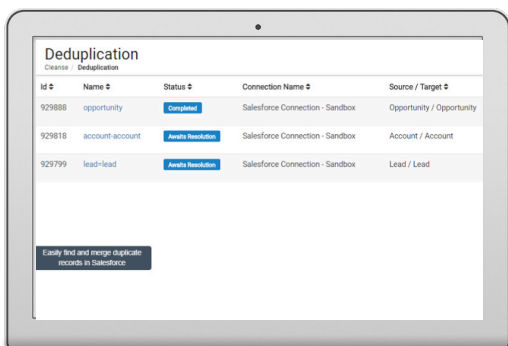 Deduplication
Cleanse / Deduplication
Id Name Status Connection Name Source / Target
929888 opportunity Completed Salesforce Connection - Sandbox Opportunity / Opportunity
929818 account-account Awaits Resolution Salesforce Connection - Sandbox Account / Account
929799 lead=lead Awaits Resolution Salesforce Connection - Sandbox Lead / Lead
Easily find and merge duplicate
records in Salesforce